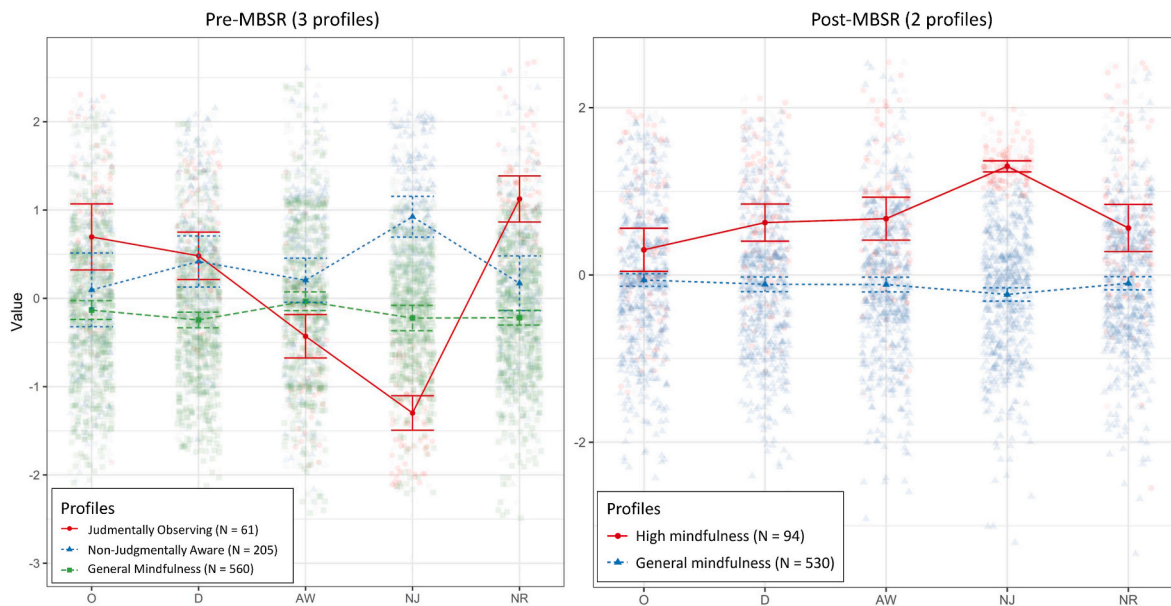 Pre-MBSR (3 profiles)
Value
2
1
0
-1
-2
-3
Profiles
Judmentally Observing (N = 61)
Non-Judgmentally Aware (N = 205)
General Mindfulness (N = 560)
O D AW NJ NR
Post-MBSR (2 profiles)
2
0
-2
Profiles
High mindfulness (N = 94)
General mindfulness (N = 530)
O D AW NJ NR